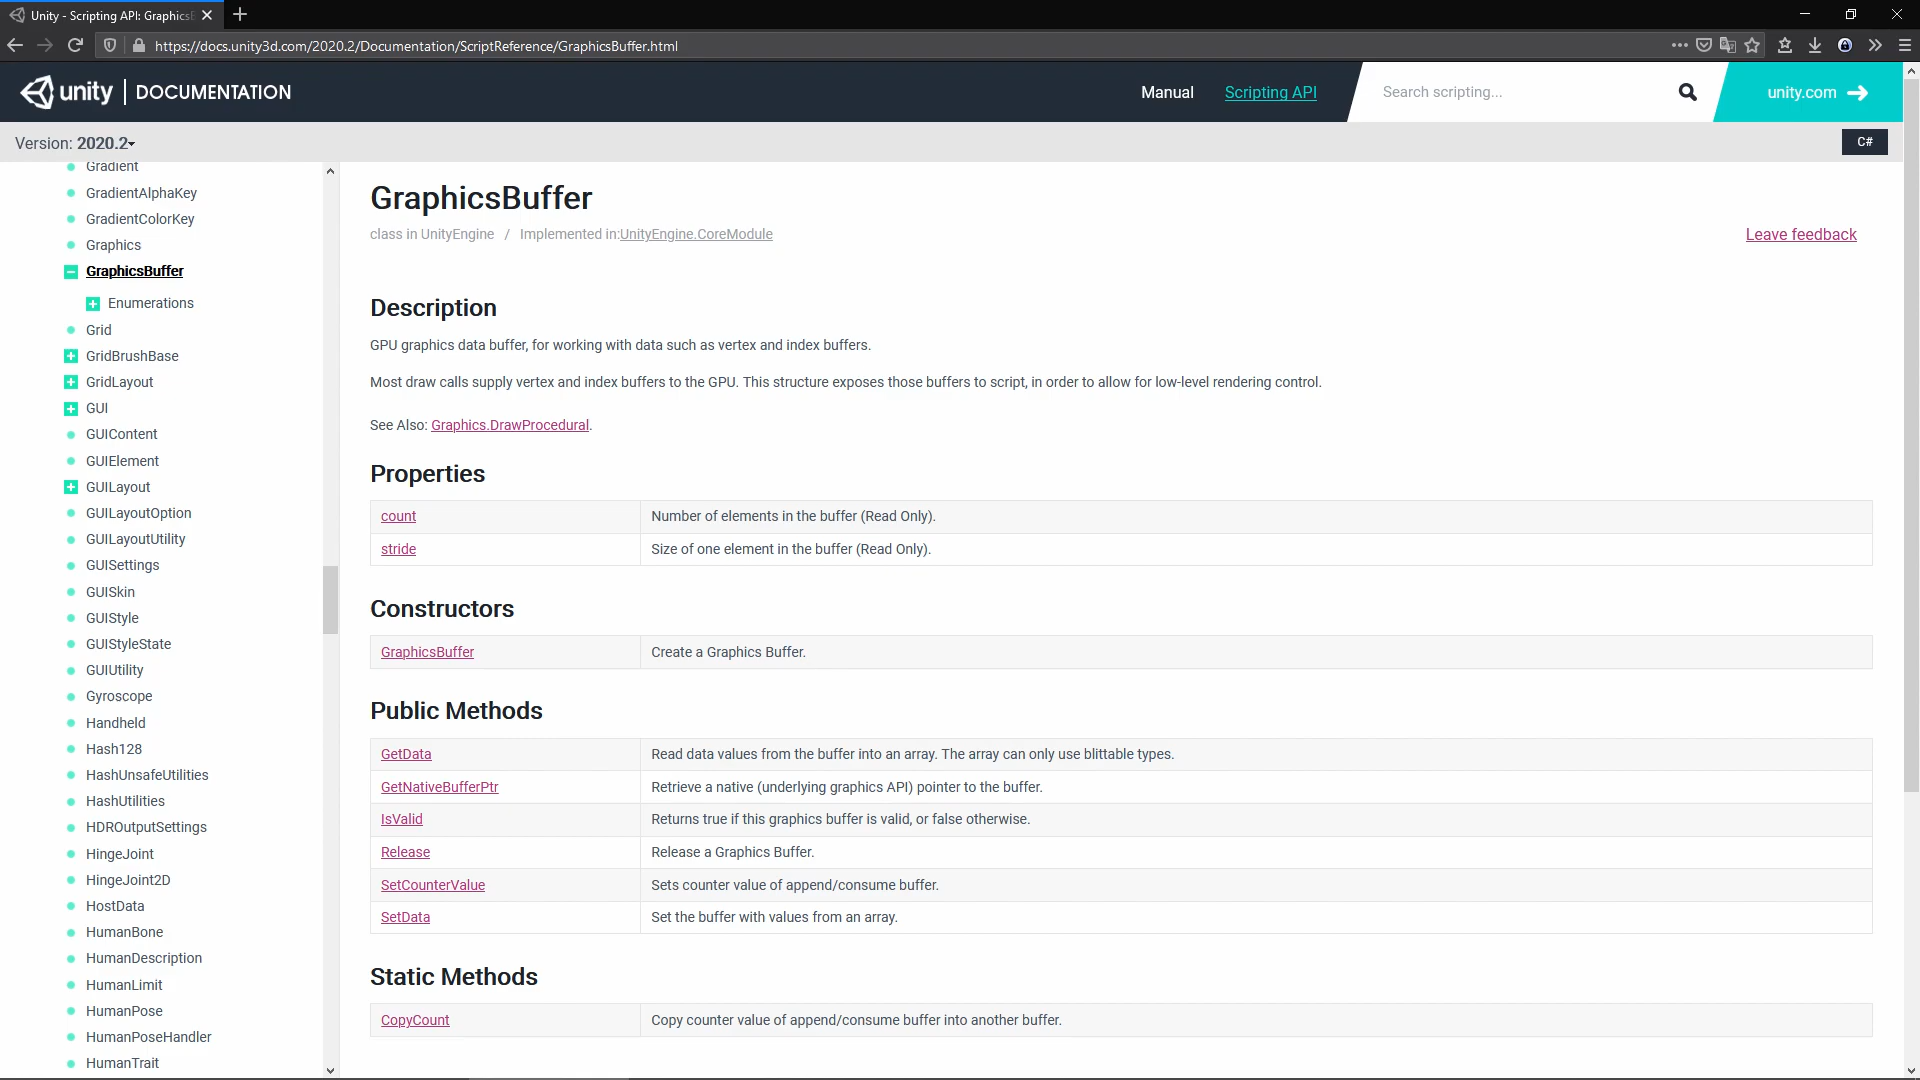 Unity - Scripting API: Graphics
https://docs.unity3d.com/2020.2/Documentation/ScriptReference/GraphicsBuffer.html
unity | DOCUMENTATION
Manual
Scripting API
Search scripting...
unity.com
Version: 2020.2
C#
Gradient
GradientAlphaKey
GradientColorKey
Graphics
GraphicsBuffer
Enumerations
Grid
GridBrushBase
GridLayout
GUI
GUIContent
GUIElement
GUILayout
GUILayoutOption
GUILayoutUtility
GUISettings
GUISkin
GUIStyle
GUIStyleState
GUIUtility
Gyroscope
Handheld
Hash128
HashUnsafeUtilities
HashUtilities
HDROutputSettings
HingeJoint
HingeJoint2D
HostData
HumanBone
HumanDescription
HumanLimit
HumanPose
HumanPoseHandler
HumanTrait
GraphicsBuffer
class in UnityEngine / Implemented in:UnityEngine.CoreModule
Leave feedback
Description
GPU graphics data buffer, for working with data such as vertex and index buffers.
Most draw calls supply vertex and index buffers to the GPU. This structure exposes those buffers to script, in order to allow for low-level rendering control.
See Also: Graphics.DrawProcedural.
Properties
count Number of elements in the buffer (Read Only).
stride Size of one element in the buffer (Read Only).
Constructors
GraphicsBuffer Create a Graphics Buffer.
Public Methods
GetData Read data values from the buffer into an array. The array can only use blittable types.
GetNativeBufferPtr Retrieve a native (underlying graphics API) pointer to the buffer.
IsValid Returns true if this graphics buffer is valid, or false otherwise.
Release Release a Graphics Buffer.
SetCounterValue Sets counter value of append/consume buffer.
SetData Set the buffer with values from an array.
Static Methods
CopyCount Copy counter value of append/consume buffer into another buffer.